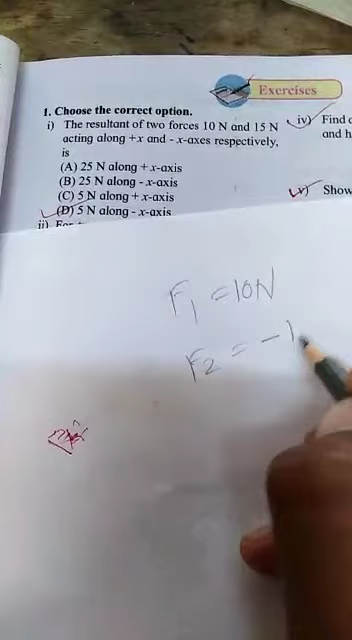 Exercises
1. Choose the correct option.
i) The resultant of two forces 10 N and 15 N
acting along +x and - x-axes respectively,
is
(A) 25 N along + x-axis
(B) 25 N along - x-axis
(C) 5 N along + x-axis
(D) 5 N along - x-axis
ii) For
iv) Find
and h
v) Show
F1 = 10N
F2 = -1